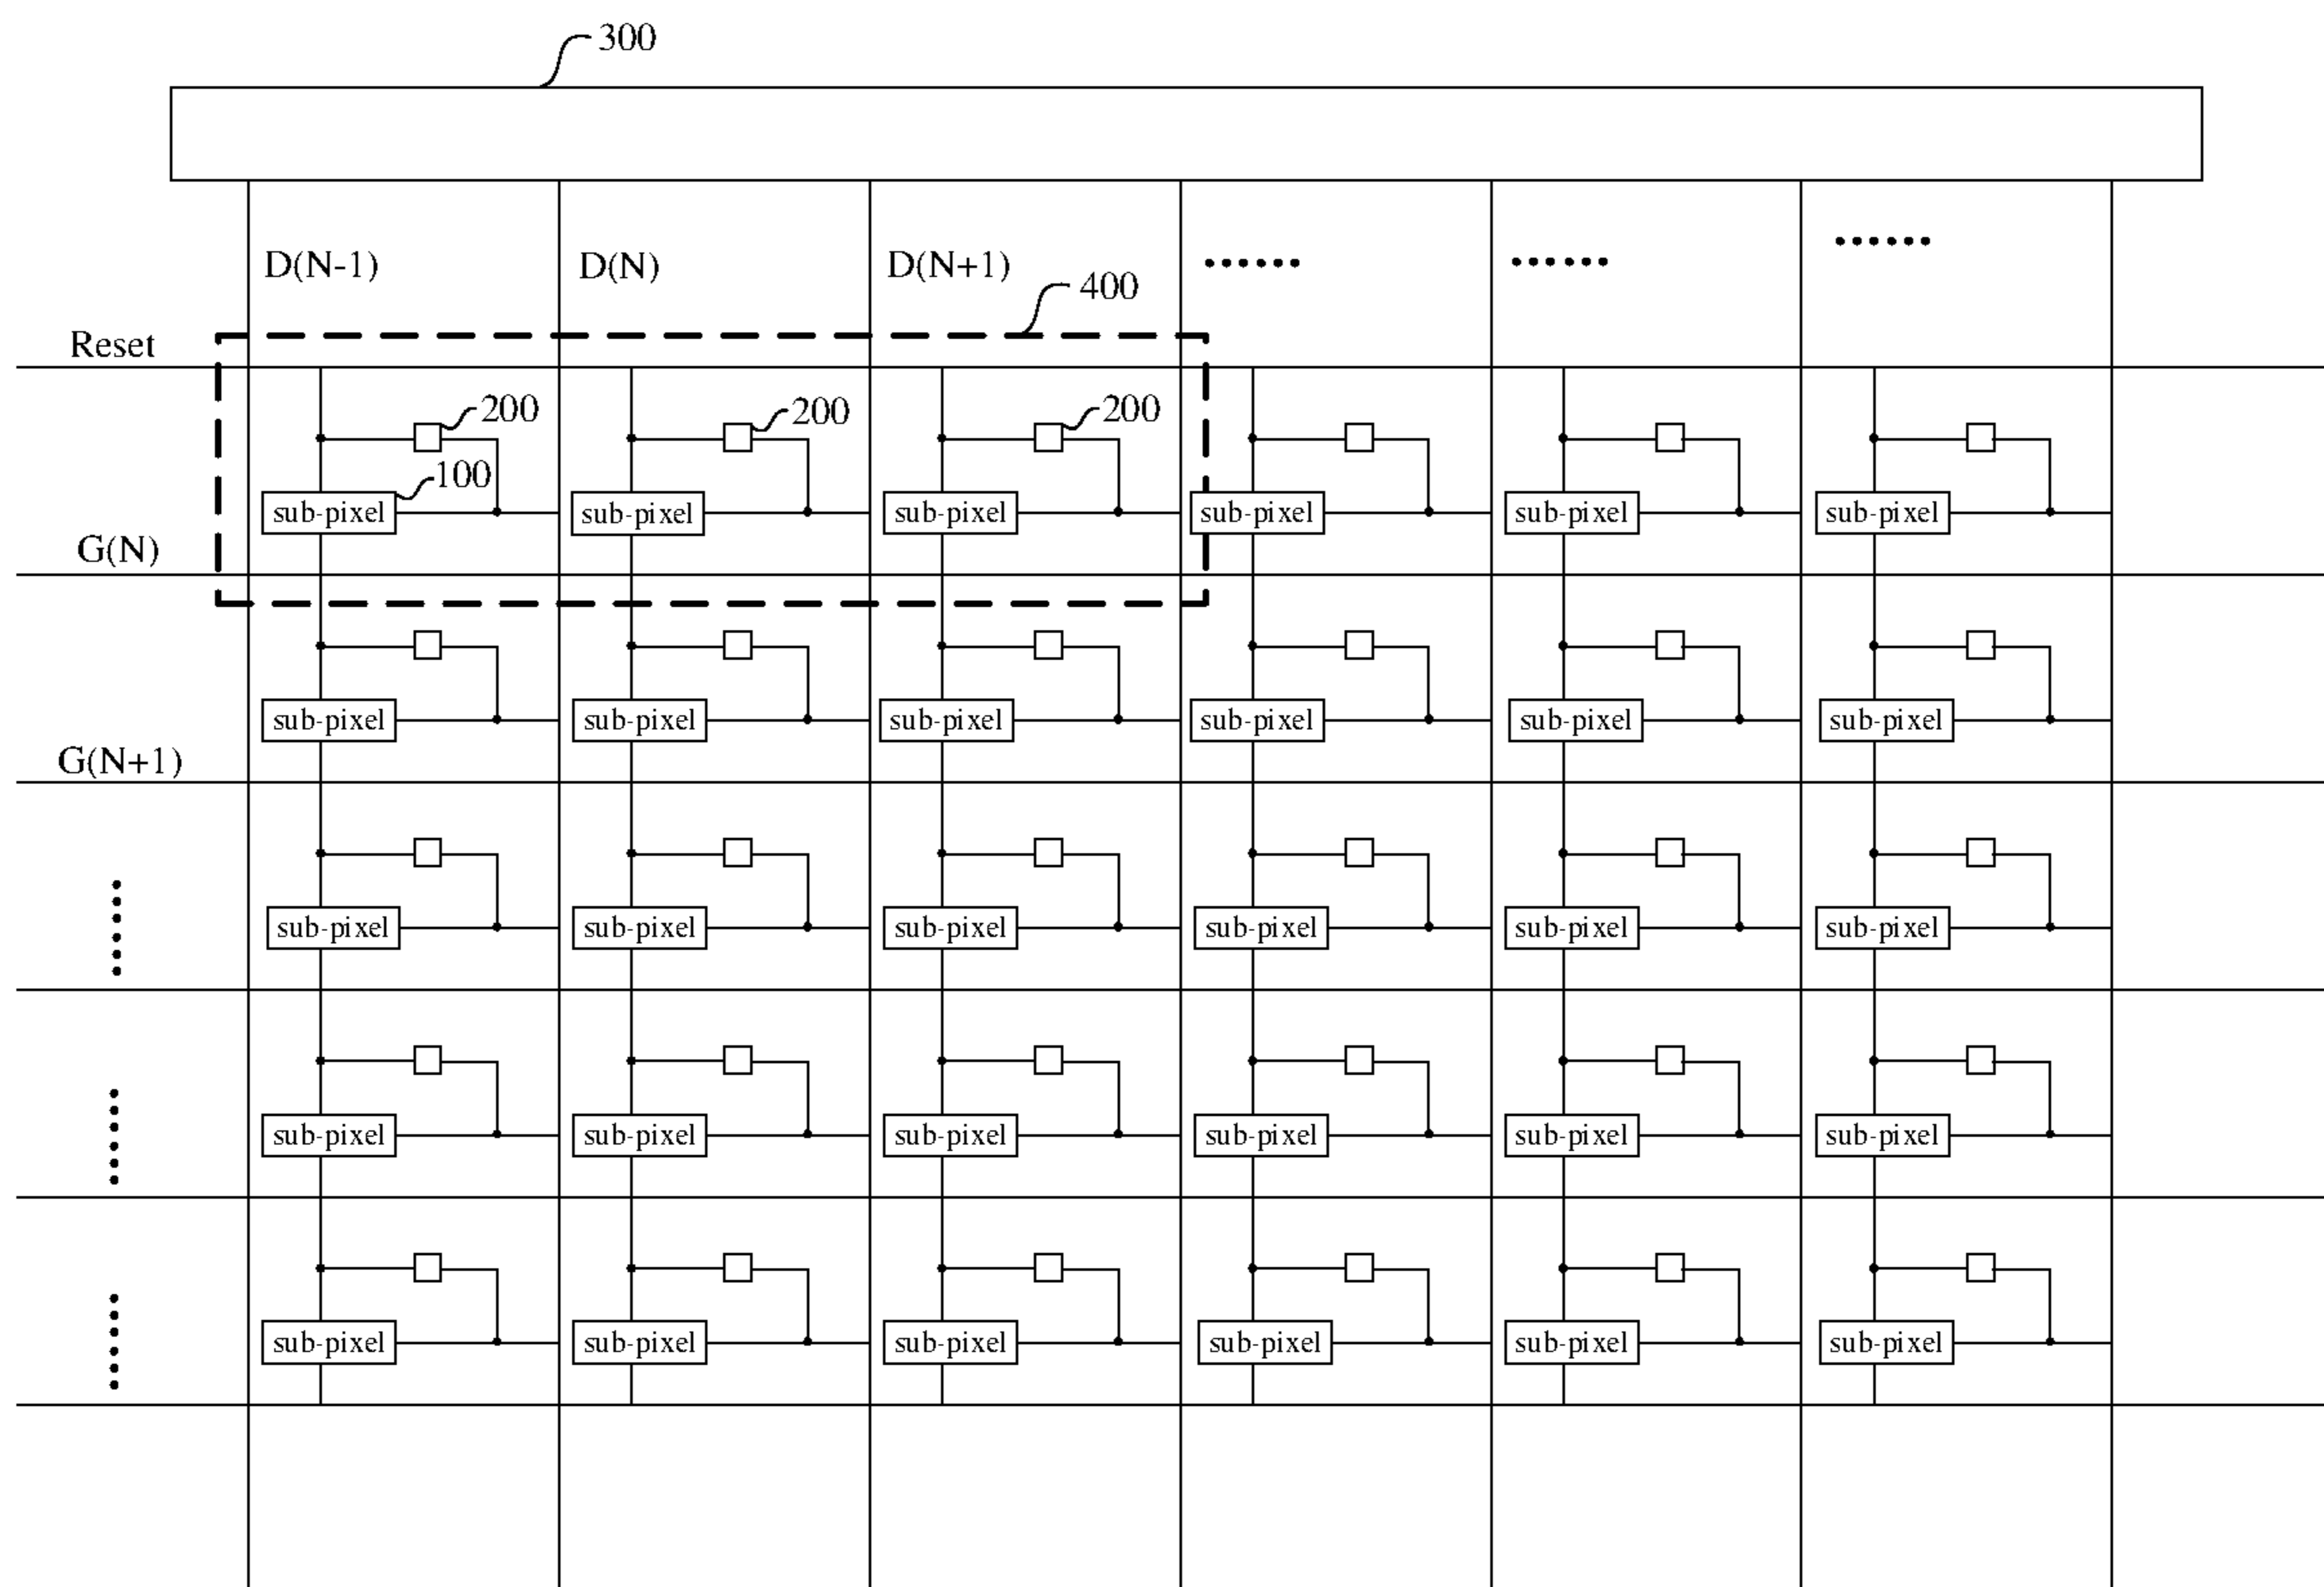 300
D(N-1) D(N) D(N+1) ······ ······ ······
400
Reset
200 200 200
100
sub-pixel sub-pixel sub-pixel sub-pixel sub-pixel sub-pixel
G(N)
sub-pixel sub-pixel sub-pixel sub-pixel sub-pixel sub-pixel
G(N+1)
sub-pixel sub-pixel sub-pixel sub-pixel sub-pixel sub-pixel
sub-pixel sub-pixel sub-pixel sub-pixel sub-pixel sub-pixel
sub-pixel sub-pixel sub-pixel sub-pixel sub-pixel sub-pixel